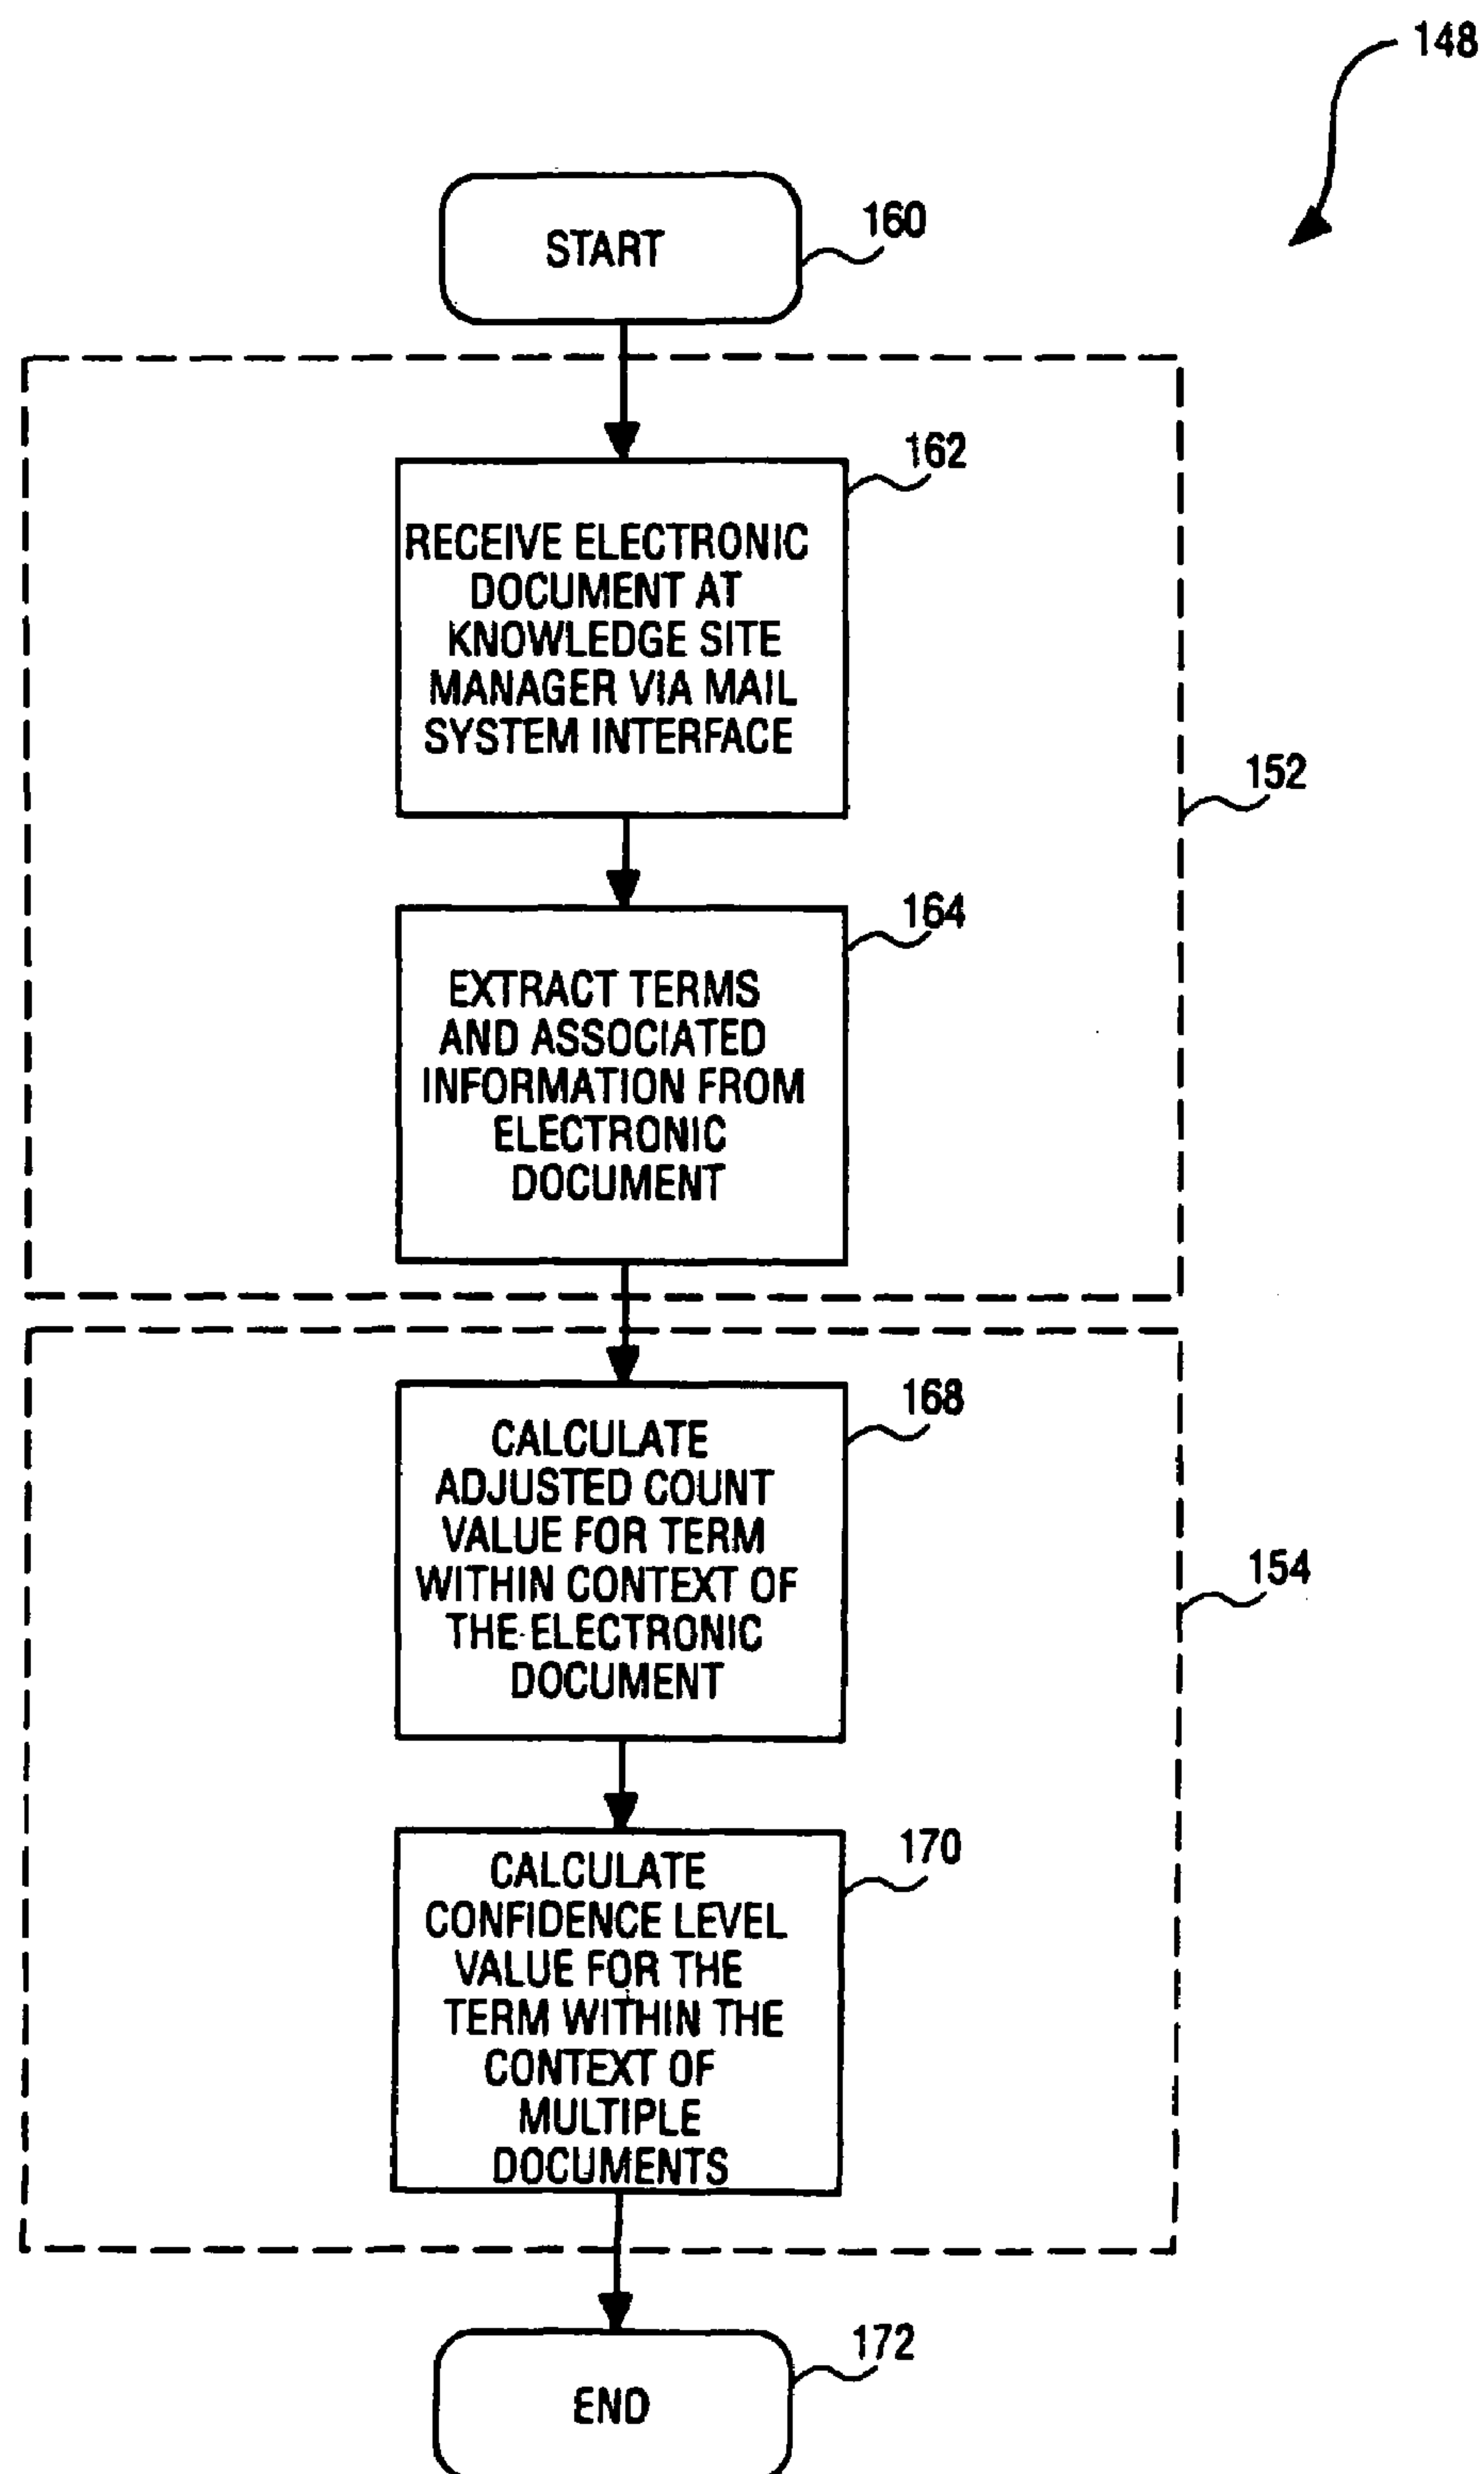 148
START
160
162
RECEIVE ELECTRONIC
DOCUMENT AT
KNOWLEDGE SITE
MANAGER VIA MAIL
SYSTEM INTERFACE
152
164
EXTRACT TERMS
AND ASSOCIATED
INFORMATION FROM
ELECTRONIC
DOCUMENT
168
CALCULATE
ADJUSTED COUNT
VALUE FOR TERM
WITHIN CONTEXT OF
THE ELECTRONIC
DOCUMENT
154
170
CALCULATE
CONFIDENCE LEVEL
VALUE FOR THE
TERM WITHIN THE
CONTEXT OF
MULTIPLE
DOCUMENTS
172
END